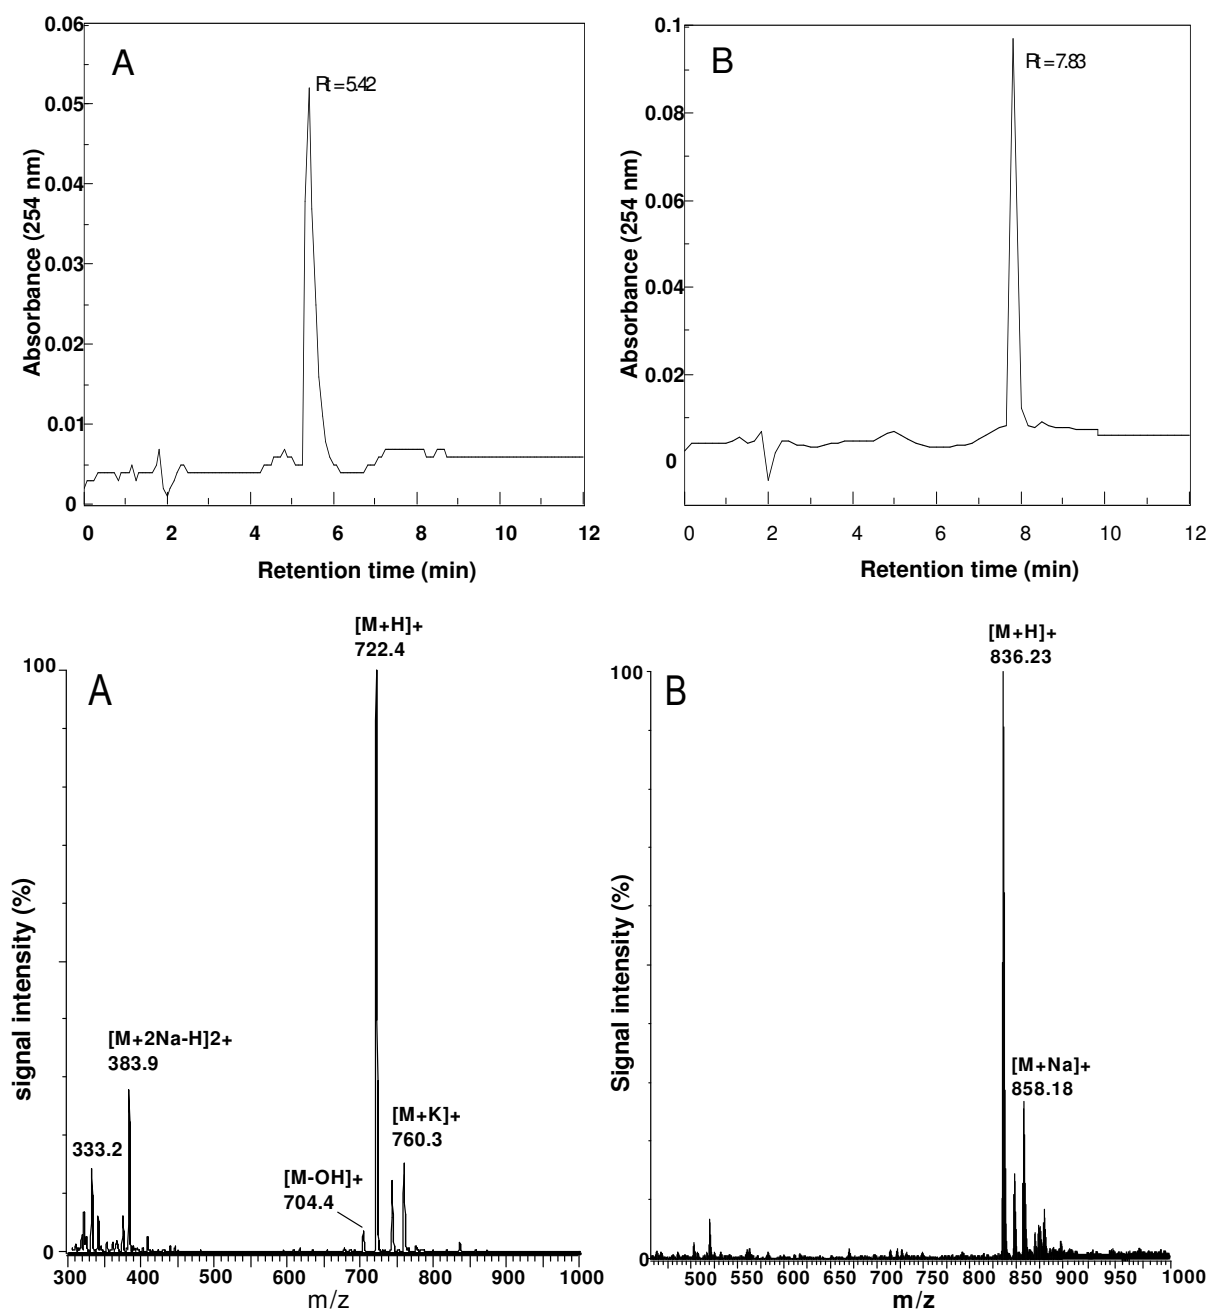 A
Rt = 5.42
Absorbance (254 nm)
0.06
0.05
0.04
0.03
0.02
0.01
0
0 2 4 6 8 10 12
Retention time (min)
B
Rt = 7.83
Absorbance (254 nm)
0.1
0.08
0.06
0.04
0.02
0
0 2 4 6 8 10 12
Retention time (min)
A
[M+H]+
722.4
[M+2Na-H]2+
383.9
333.2
[M-OH]+
704.4
[M+K]+
760.3
signal intensity (%)
100
0
300 400 500 600 700 800 900 1000
m/z
B
[M+H]+
836.23
[M+Na]+
858.18
Signal intensity (%)
100
0
500 550 600 650 700 750 800 850 900 950 1000
m/z